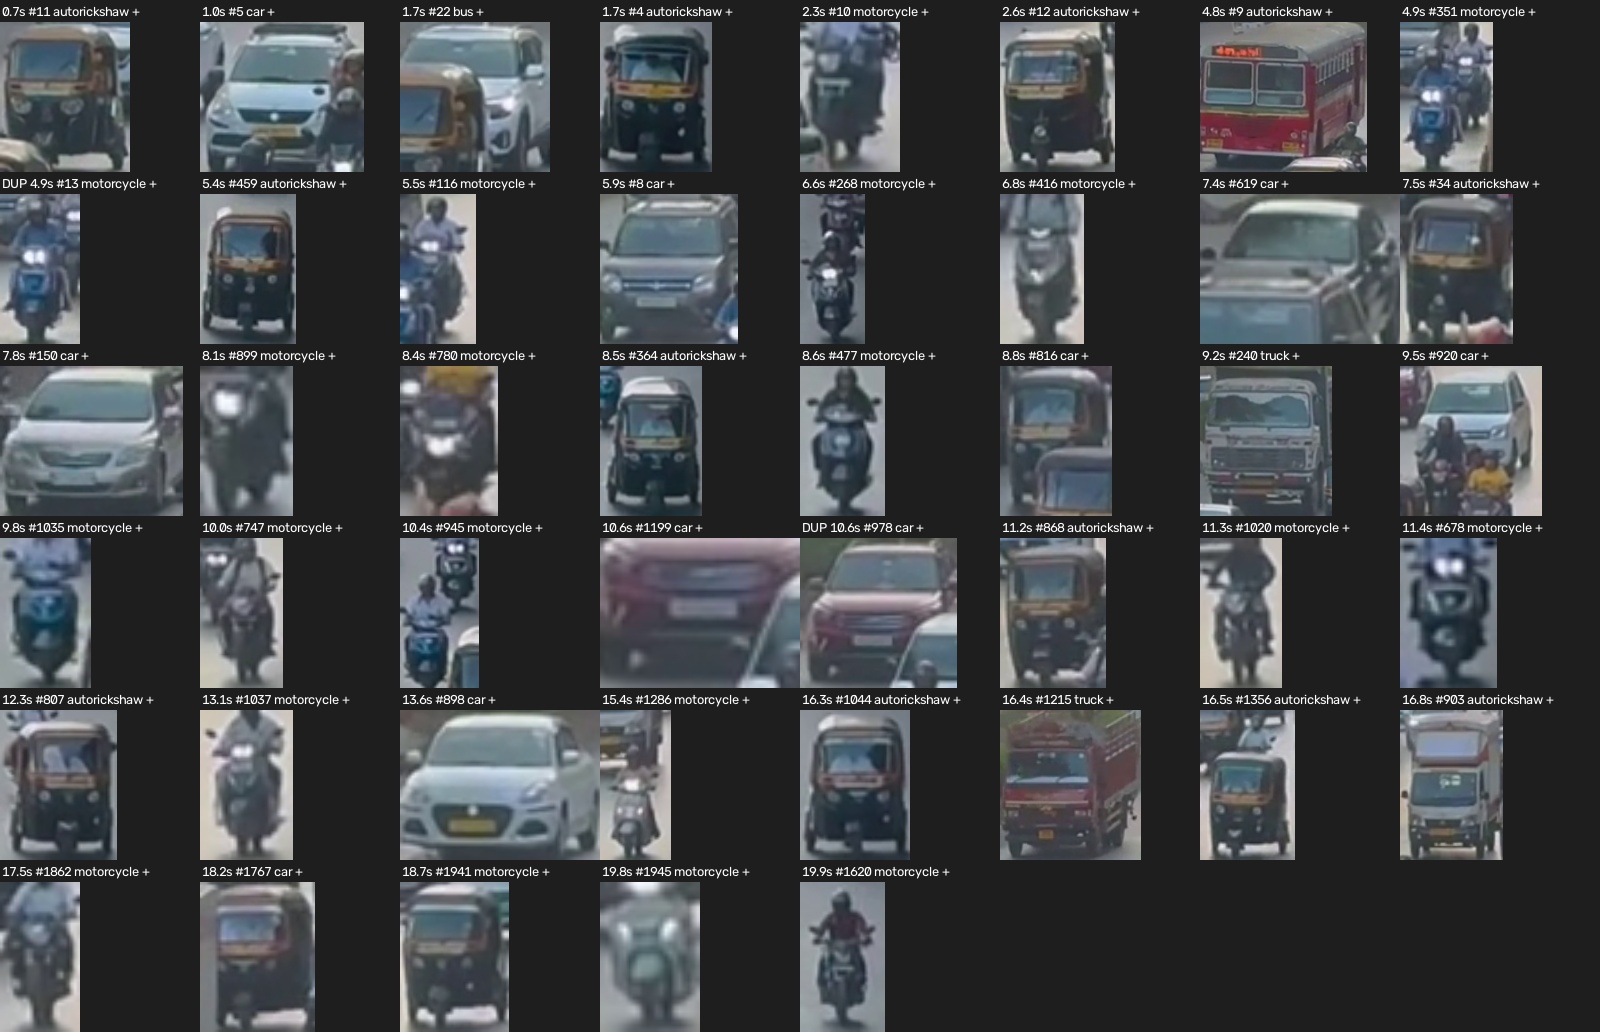 0.7s #11 autorickshaw +
1.0s #5 car +
1.7s #22 bus +
1.7s #4 autorickshaw +
2.3s #10 motorcycle +
2.6s #12 autorickshaw +
4.8s #9 autorickshaw +
4.9s #351 motorcycle +
DUP 4.9s #13 motorcycle +
5.4s #459 autorickshaw +
5.5s #116 motorcycle +
5.9s #8 car +
6.6s #268 motorcycle +
6.8s #416 motorcycle +
7.4s #619 car +
7.5s #34 autorickshaw +
7.8s #150 car +
8.1s #899 motorcycle +
8.4s #780 motorcycle +
8.5s #364 autorickshaw +
8.6s #477 motorcycle +
8.8s #816 car +
9.2s #240 truck +
9.5s #920 car +
9.8s #1035 motorcycle +
10.0s #747 motorcycle +
10.4s #945 motorcycle +
10.6s #1199 car +
DUP 10.6s #978 car +
11.2s #868 autorickshaw +
11.3s #1020 motorcycle +
11.4s #678 motorcycle +
12.3s #807 autorickshaw +
13.1s #1037 motorcycle +
13.6s #898 car +
15.4s #1286 motorcycle +
16.3s #1044 autorickshaw +
16.4s #1215 truck +
16.5s #1356 autorickshaw +
16.8s #903 autorickshaw +
17.5s #1862 motorcycle +
18.2s #1767 car +
18.7s #1941 motorcycle +
19.8s #1945 motorcycle +
19.9s #1620 motorcycle +